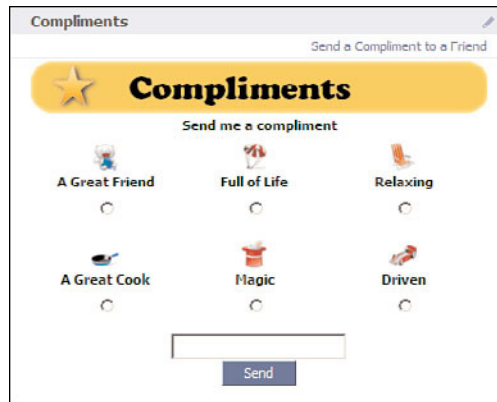 Compliments
Send a Compliment to a Friend
Compliments
Send me a compliment
A Great Friend Full of Life Relaxing
A Great Cook Magic Driven
Send